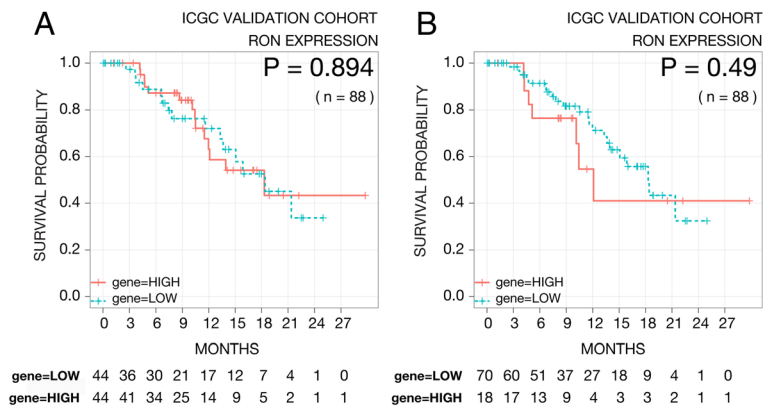 A
ICGC VALIDATION COHORT
RON EXPRESSION
P = 0.894
( n = 88 )
SURVIVAL PROBABILITY
1.0
0.8
0.6
0.4
0.2
0.0
gene=HIGH
gene=LOW
0 3 6 9 12 15 18 21 24 27
MONTHS
gene=LOW 44 36 30 21 17 12 7 4 1 0
gene=HIGH 44 41 34 25 14 9 5 2 1 1
B
ICGC VALIDATION COHORT
RON EXPRESSION
P = 0.49
( n = 88 )
SURVIVAL PROBABILITY
1.0
0.8
0.6
0.4
0.2
0.0
gene=HIGH
gene=LOW
0 3 6 9 12 15 18 21 24 27
MONTHS
gene=LOW 70 60 51 37 27 18 9 4 1 0
gene=HIGH 18 17 13 9 4 3 3 2 1 1